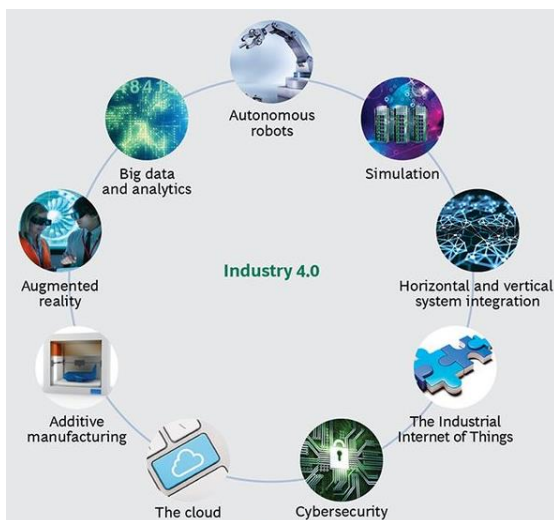 Autonomous
robots
Simulation
Horizontal and vertical
system integration
The Industrial
Internet of Things
Cybersecurity
The cloud
Additive
manufacturing
Augmented
reality
Big data
and analytics
Industry 4.0